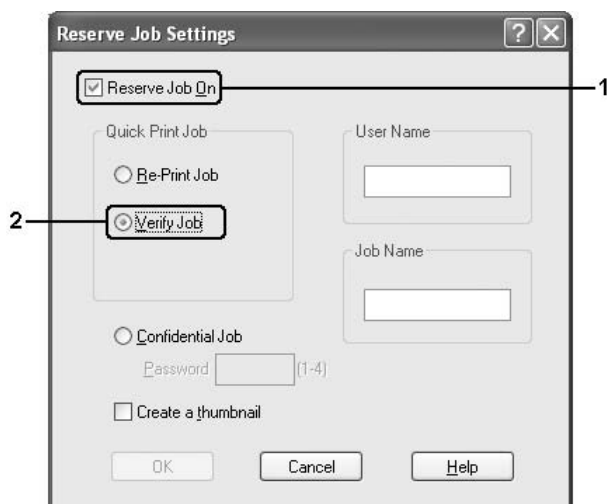 Reserve Job Settings
Reserve Job On
1
Quick Print Job
User Name
Re-Print Job
2
Verify Job
Job Name
Confidential Job
Password (1-4)
Create a thumbnail
OK Cancel Help